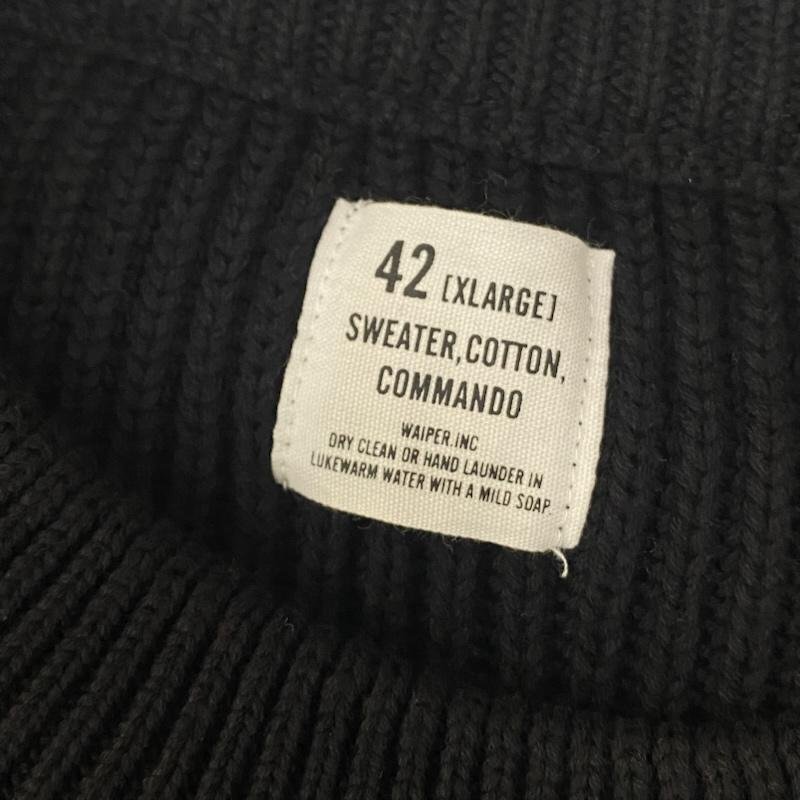 42 [XLARGE]
SWEATER,COTTON,
COMMANDO
WAIPER.INC
DRY CLEAN OR HAND LAUNDER IN
LUKEWARM WATER WITH A MILD SOAP